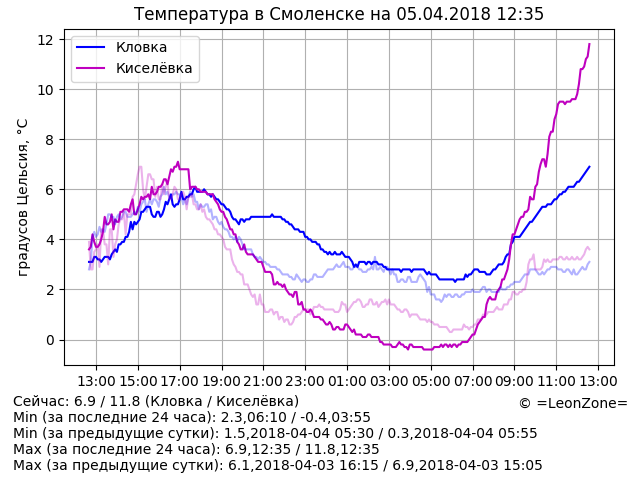 Температура в Смоленске на 05.04.2018 12:35
Кловка
Киселёвка
градусов Цельсия, °C
12
10
8
6
4
2
0
13:00 15:00 17:00 19:00 21:00 23:00 01:00 03:00 05:00 07:00 09:00 11:00 13:00
Сейчас: 6.9 / 11.8 (Кловка / Киселёвка)
© =LeonZone=
Min (за последние 24 часа): 2.3,06:10 / -0.4,03:55
Min (за предыдущие сутки): 1.5,2018-04-04 05:30 / 0.3,2018-04-04 05:55
Max (за последние 24 часа): 6.9,12:35 / 11.8,12:35
Max (за предыдущие сутки): 6.1,2018-04-03 16:15 / 6.9,2018-04-03 15:05